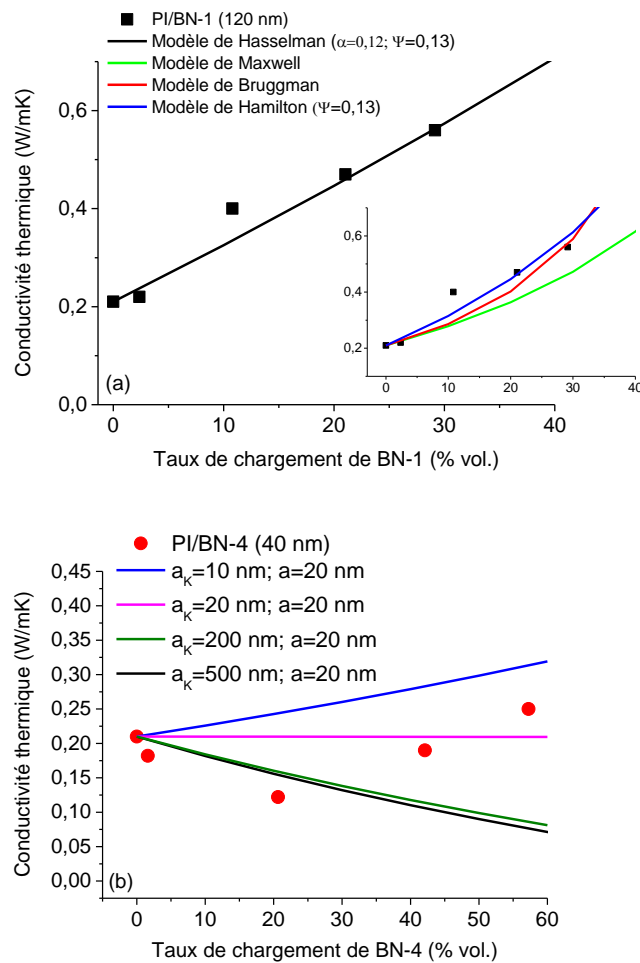 PI/BN-1 (120 nm)
Modèle de Hasselman (α=0,12; Ψ=0,13)
Modèle de Maxwell
Modèle de Bruggman
Modèle de Hamilton (Ψ=0,13)
Conductivité thermique (W/mK)
0,6
0,4
0,2
0,0
0,6
0,4
0,2
0 10 20 30 40
(a)
0 10 20 30 40
Taux de chargement de BN-1 (% vol.)
PI/BN-4 (40 nm)
a_K=10 nm; a=20 nm
a_K=20 nm; a=20 nm
a_K=200 nm; a=20 nm
a_K=500 nm; a=20 nm
Conductivité thermique (W/mK)
0,45
0,40
0,35
0,30
0,25
0,20
0,15
0,10
0,05
0,00
(b)
0 10 20 30 40 50 60
Taux de chargement de BN-4 (% vol.)